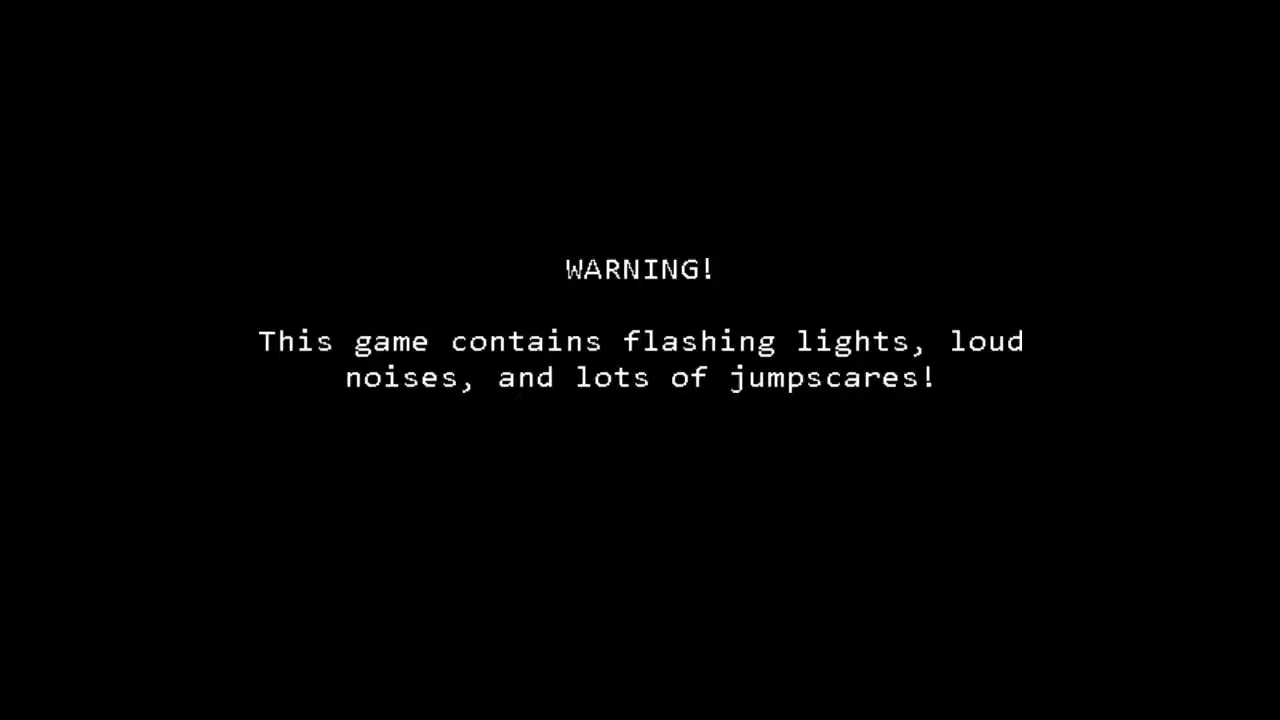 WARNING!
This game contains flashing lights, loud
noises, and lots of jumpscares!